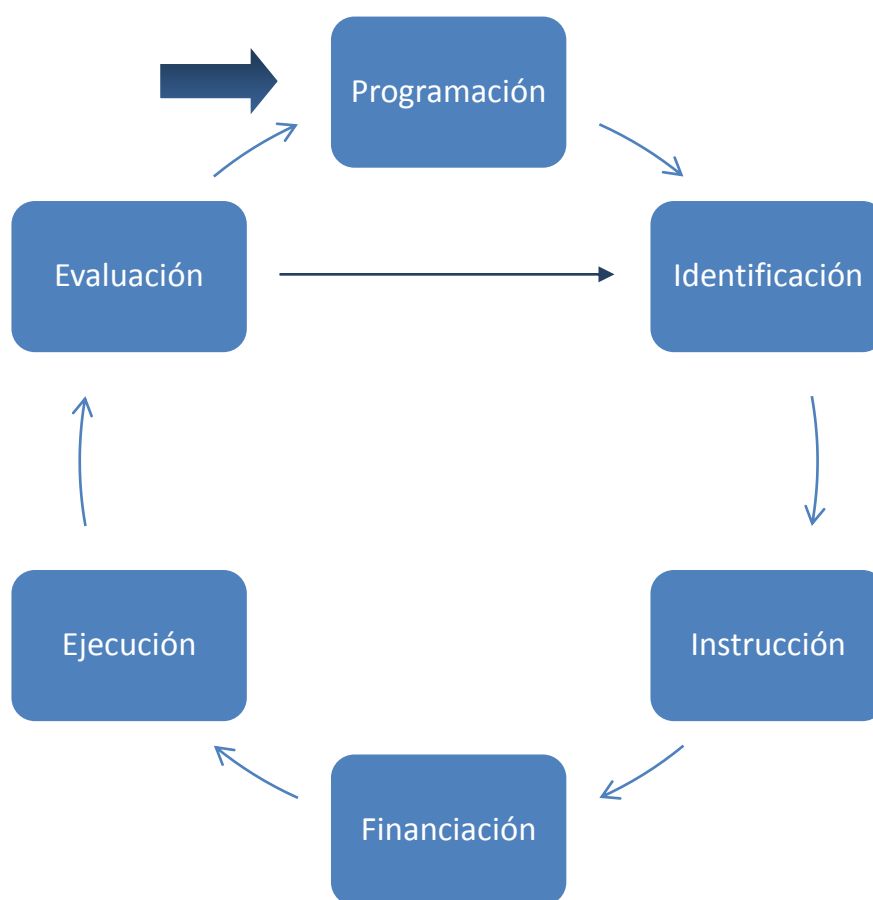 Programación
Evaluación
Identificación
Ejecución
Instrucción
Financiación